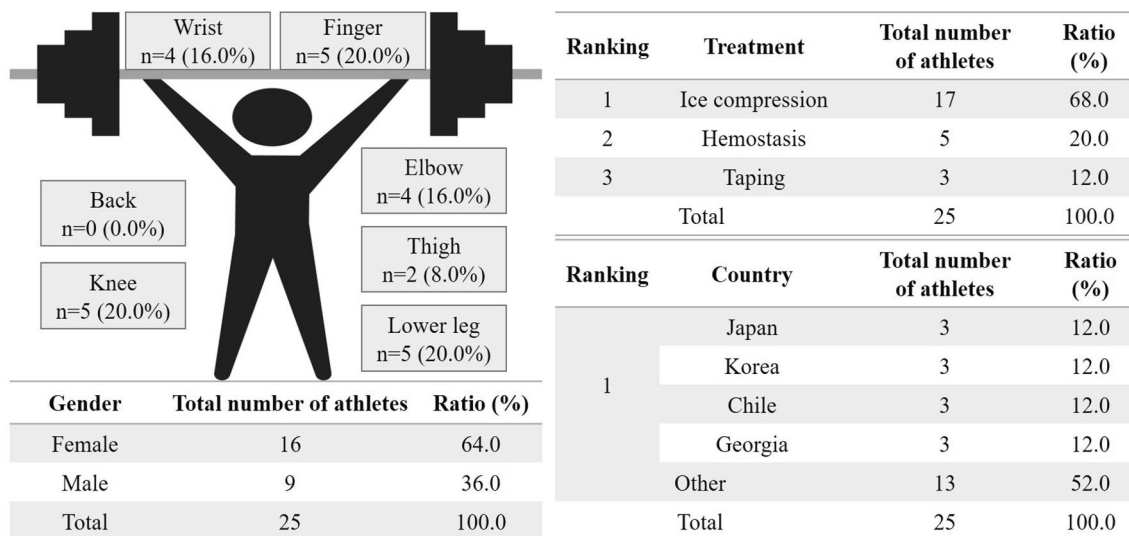 Wrist
n=4 (16.0%)
Finger
n=5 (20.0%)
Back
n=0 (0.0%)
Knee
n=5 (20.0%)
Elbow
n=4 (16.0%)
Thigh
n=2 (8.0%)
Lower leg
n=5 (20.0%)
Gender Total number of athletes Ratio (%)
Female 16 64.0
Male 9 36.0
Total 25 100.0
Ranking Treatment Total number of athletes Ratio (%)
1 Ice compression 17 68.0
2 Hemostasis 5 20.0
3 Taping 3 12.0
Total 25 100.0
Ranking Country Total number of athletes Ratio (%)
1
Japan 3 12.0
Korea 3 12.0
Chile 3 12.0
Georgia 3 12.0
Other 13 52.0
Total 25 100.0